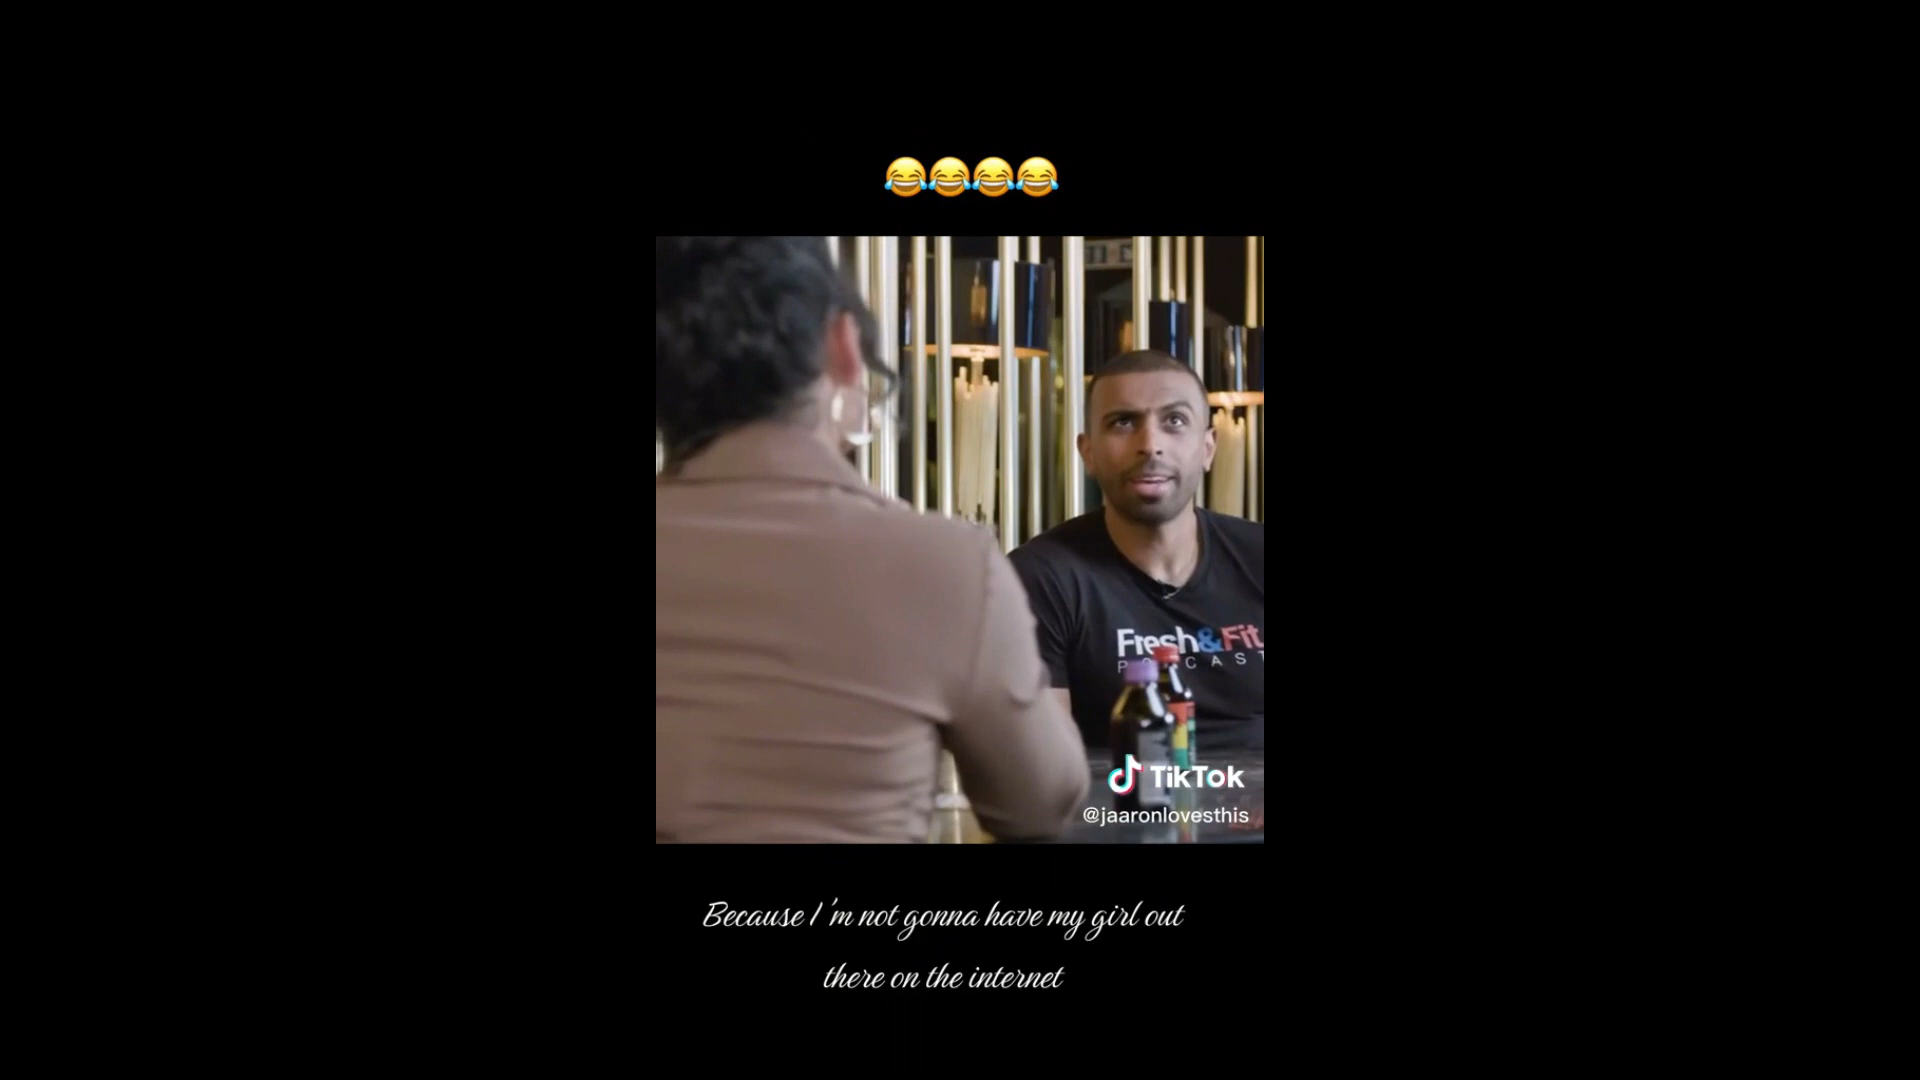 😂😂😂😂
Fresh&Fit
PODCAST
TikTok
@jaaronlovesthis
Because I'm not gonna have my girl out
there on the internet